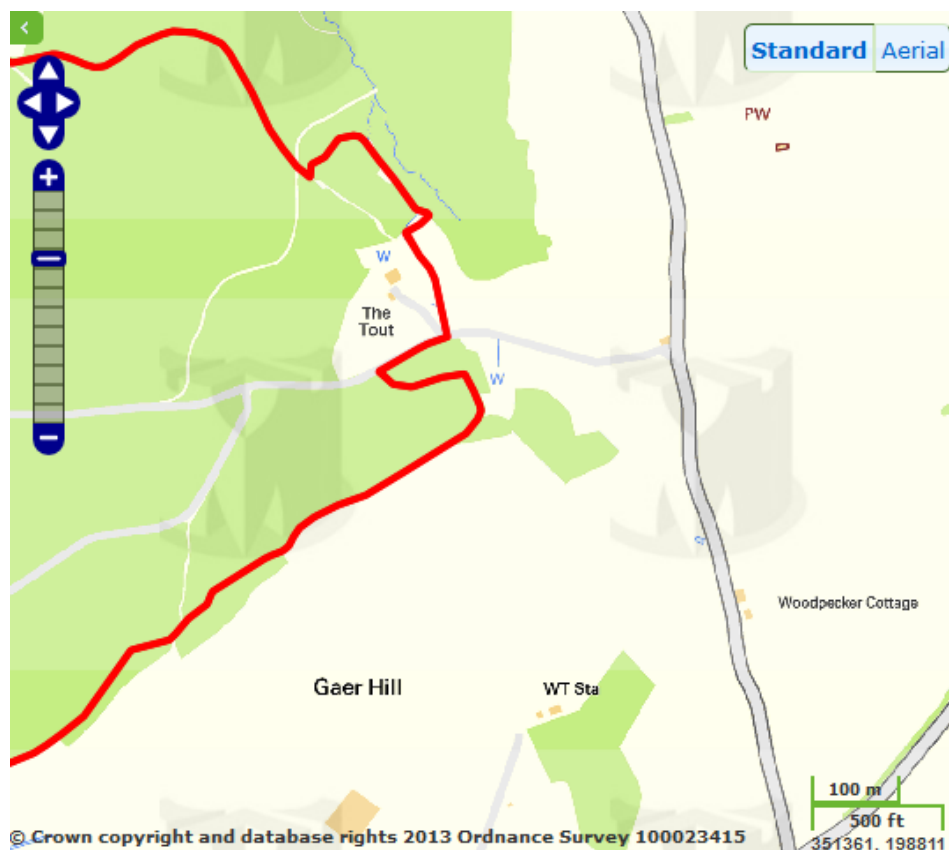 Standard Aerial
PW
W
The
Tout
W
Woodpecker Cottage
Gaer Hill
WT Sta
100 m
500 ft
© Crown copyright and database rights 2013 Ordnance Survey 100023415
351361, 198811